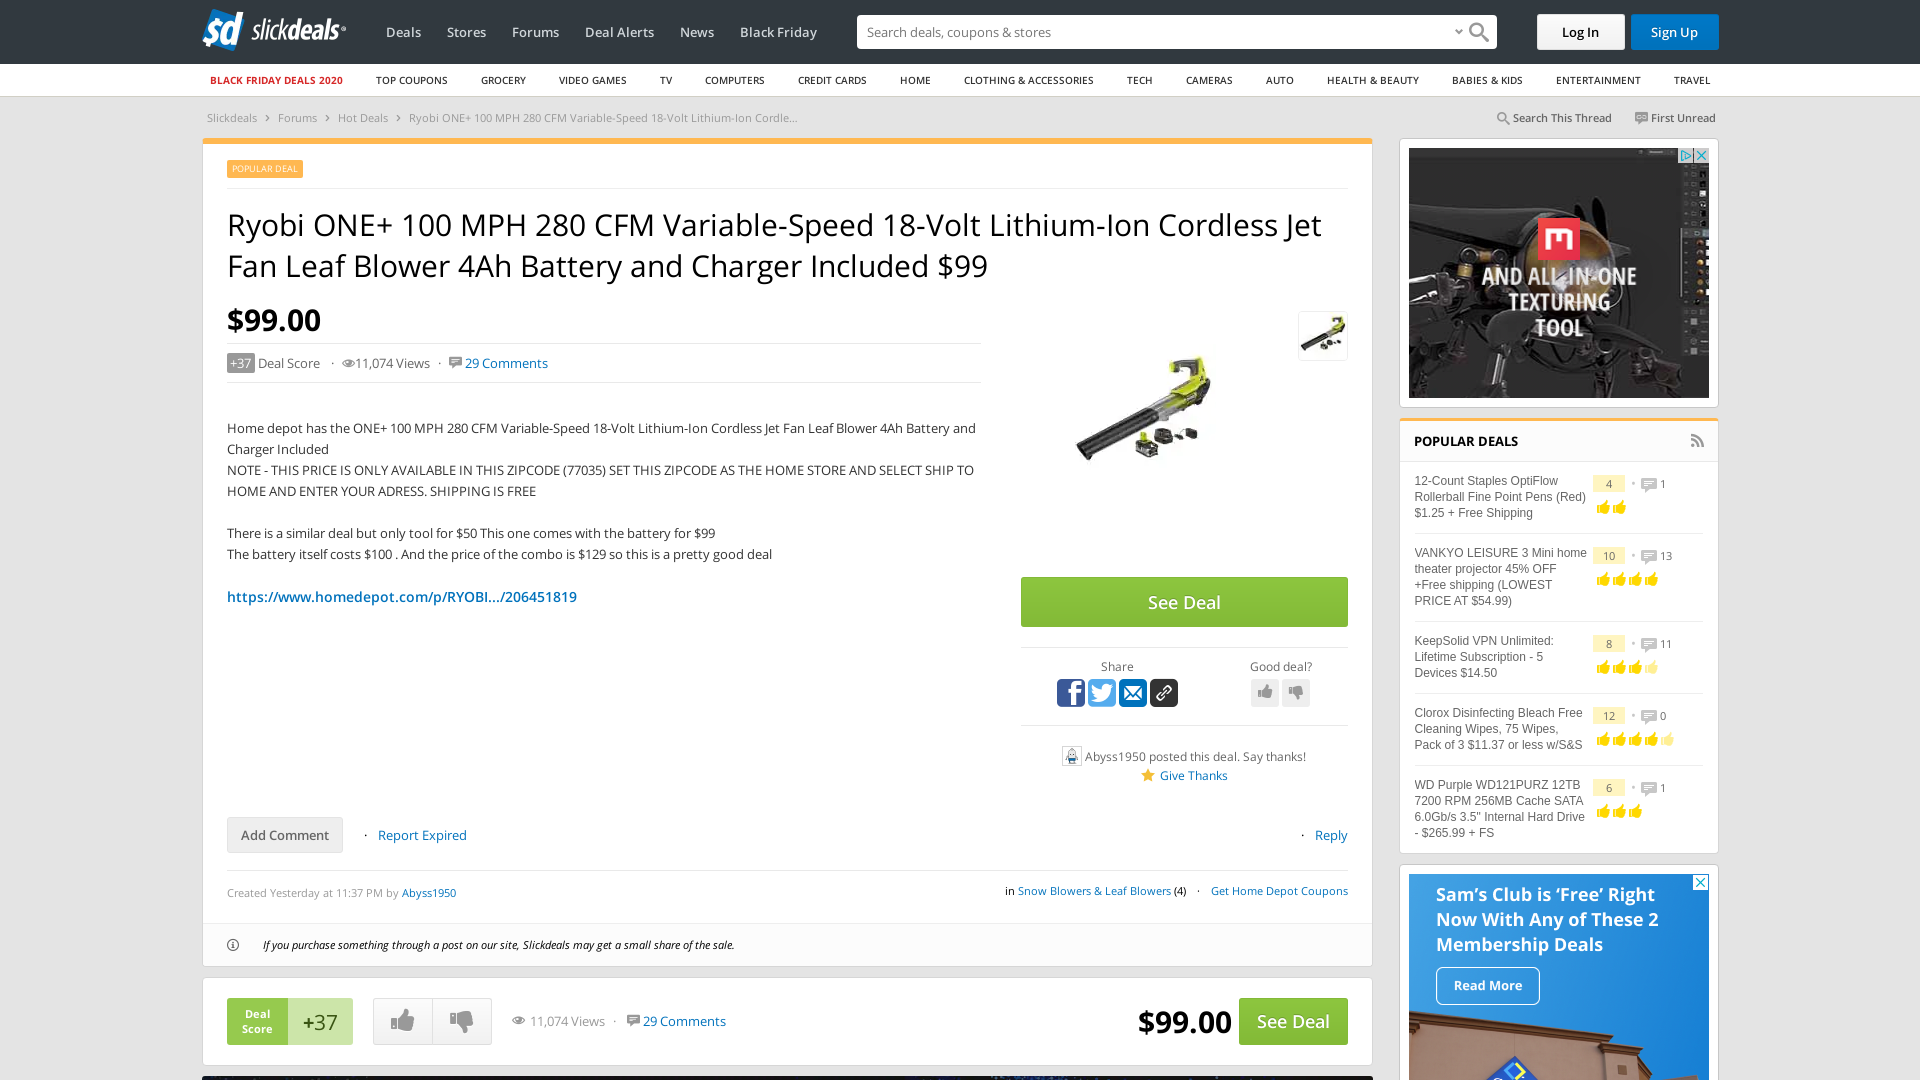 slickdeals
Deals Stores Forums Deal Alerts News Black Friday
Search deals, coupons & stores
Log In
Sign Up
BLACK FRIDAY DEALS 2020 TOP COUPONS GROCERY VIDEO GAMES TV COMPUTERS CREDIT CARDS HOME CLOTHING & ACCESSORIES TECH CAMERAS AUTO HEALTH & BEAUTY BABIES & KIDS ENTERTAINMENT TRAVEL
Slickdeals › Forums › Hot Deals › Ryobi ONE+ 100 MPH 280 CFM Variable-Speed 18-Volt Lithium-Ion Cordle...
Search This Thread First Unread
POPULAR DEAL
Ryobi ONE+ 100 MPH 280 CFM Variable-Speed 18-Volt Lithium-Ion Cordless Jet
Fan Leaf Blower 4Ah Battery and Charger Included $99
$99.00
+37 Deal Score · 11,074 Views · 29 Comments
Home depot has the ONE+ 100 MPH 280 CFM Variable-Speed 18-Volt Lithium-Ion Cordless Jet Fan Leaf Blower 4Ah Battery and
Charger Included
NOTE - THIS PRICE IS ONLY AVAILABLE IN THIS ZIPCODE (77035) SET THIS ZIPCODE AS THE HOME STORE AND SELECT SHIP TO
HOME AND ENTER YOUR ADRESS. SHIPPING IS FREE
There is a similar deal but only tool for $50 This one comes with the battery for $99
The battery itself costs $100 . And the price of the combo is $129 so this is a pretty good deal
https://www.homedepot.com/p/RYOBI.../206451819
See Deal
Share
Good deal?
Abyss1950 posted this deal. Say thanks!
Give Thanks
Add Comment · Report Expired
· Reply
Created Yesterday at 11:37 PM by Abyss1950
in Snow Blowers & Leaf Blowers (4) · Get Home Depot Coupons
If you purchase something through a post on our site, Slickdeals may get a small share of the sale.
Deal
Score
+37
11,074 Views · 29 Comments
$99.00
See Deal
AND ALL-IN-ONE
TEXTURING
TOOL
POPULAR DEALS
12-Count Staples OptiFlow
Rollerball Fine Point Pens (Red)
$1.25 + Free Shipping
4 • 1
VANKYO LEISURE 3 Mini home
theater projector 45% OFF
+Free shipping (LOWEST
PRICE AT $54.99)
10 • 13
KeepSolid VPN Unlimited:
Lifetime Subscription - 5
Devices $14.50
8 • 11
Clorox Disinfecting Bleach Free
Cleaning Wipes, 75 Wipes,
Pack of 3 $11.37 or less w/S&S
12 • 0
WD Purple WD121PURZ 12TB
7200 RPM 256MB Cache SATA
6.0Gb/s 3.5" Internal Hard Drive
- $265.99 + FS
6 • 1
Sam's Club is 'Free' Right
Now With Any of These 2
Membership Deals
Read More